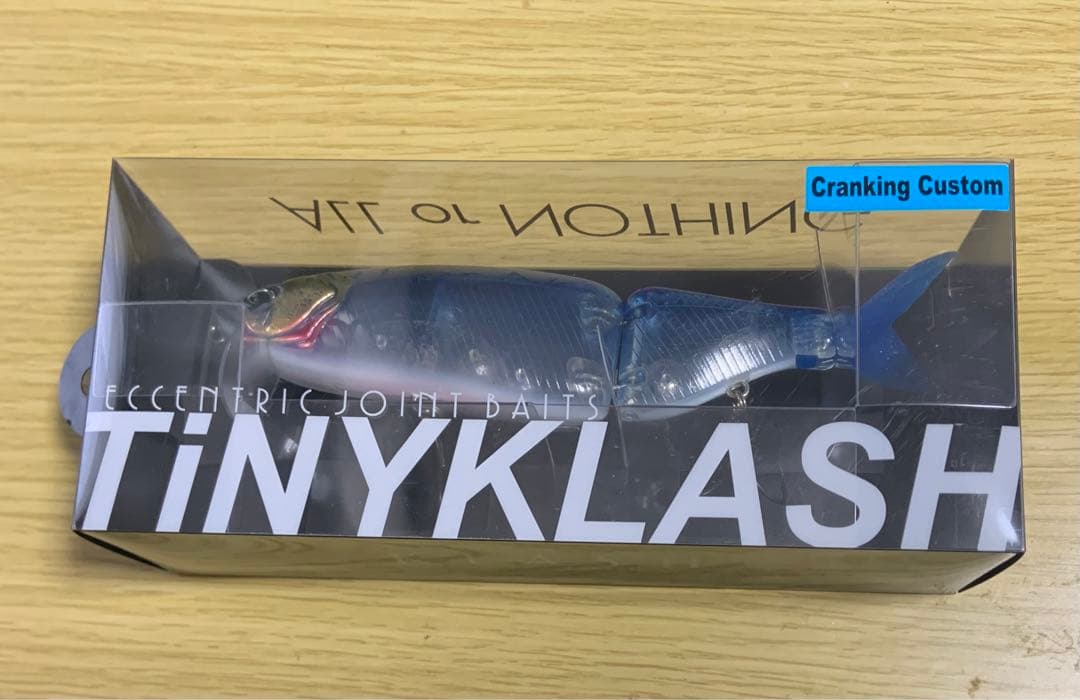 Cranking Custom
ALL or NOTHING
ECCENTRIC JOINT BAITS
TiNYKLASH